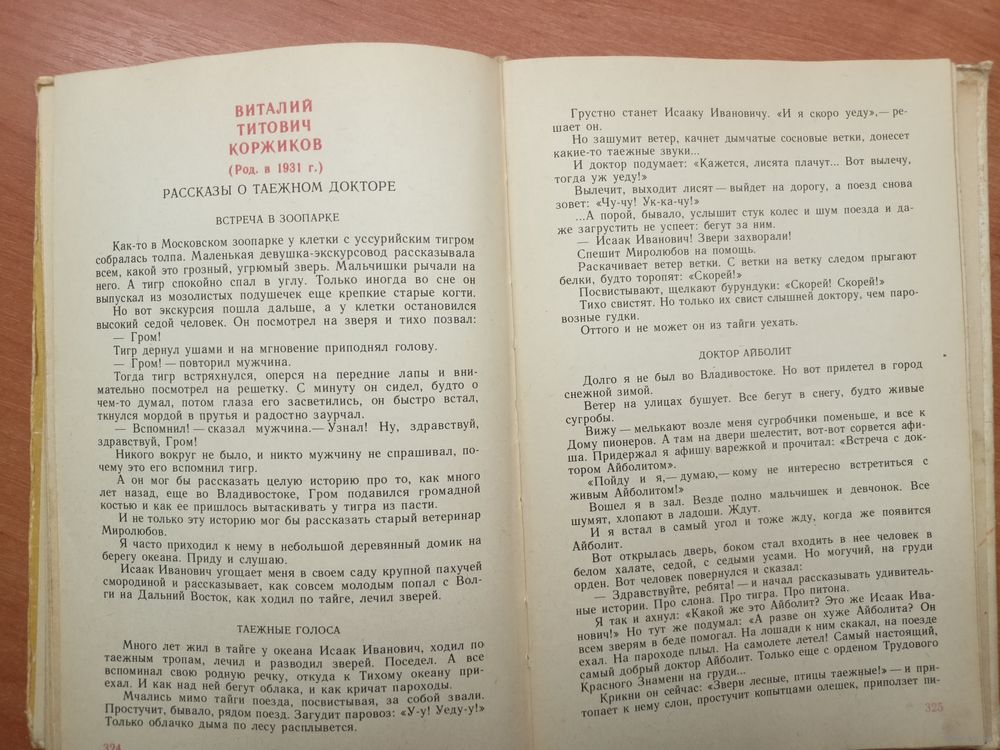 ВИТАЛИЙ
ТИТОВИЧ
КОРЖИКОВ
(Род. в 1931 г.)
РАССКАЗЫ О ТАЕЖНОМ ДОКТОРЕ
ВСТРЕЧА В ЗООПАРКЕ
Как-то в Московском зоопарке у клетки с уссурийским тигром
собралась толпа. Маленькая девушка-экскурсовод рассказывала
всем, какой это грозный, угрюмый зверь. Мальчишки рычали на
него. А тигр спокойно спал в углу. Только иногда во сне он
выпускал из мозолистых подушечек еще крепкие старые когти.
Но вот экскурсия пошла дальше, а у клетки остановился
высокий седой человек. Он посмотрел на зверя и тихо позвал:
— Гром!
Тигр дернул ушами и на мгновение приподнял голову.
— Гром! — повторил мужчина.
Тогда тигр встряхнулся, оперся на передние лапы и вни-
мательно посмотрел на решетку. С минуту он сидел, будто о
чем-то думал, потом глаза его засветились, он быстро встал,
ткнулся мордой в прутья и радостно заурчал.
— Вспомнил! — сказал мужчина.— Узнал! Ну, здравствуй,
здравствуй, Гром!
Никого вокруг не было, и никто мужчину не спрашивал, по-
чему это его вспомнил тигр.
А он мог бы рассказать целую историю про то, как много
лет назад, еще во Владивостоке, Гром подавился громадной
костью и как ее пришлось вытаскивать у тигра из пасти.
И не только эту историю мог бы рассказать старый ветеринар
Миролюбов.
Я часто приходил к нему в небольшой деревянный домик на
берегу океана. Приду и слушаю.
Исаак Иванович угощает меня в своем саду крупной пахучей
смородиной и рассказывает, как совсем молодым попал с Вол-
ги на Дальний Восток, как ходил по тайге, лечил зверей.
ТАЕЖНЫЕ ГОЛОСА
Много лет жил в тайге у океана Исаак Иванович, ходил по
таежным тропам, лечил и разводил зверей. Поседел. А все
вспоминал свою родную речку, откуда к Тихому океану при-
ехал. И как над ней бегут облака, и как кричат пароходы.
Мчались мимо тайги поезда, посвистывая, за собой звали.
Простучит, бывало, рядом поезд. Загудит паровоз: «У-у! Уеду-у!»
Только облачко дыма по лесу расплывется.
324
Грустно станет Исааку Ивановичу. «И я скоро уеду»,— ре-
шает он.
Но зашумит ветер, качнет дымчатые сосновые ветки, донесет
какие-то таежные звуки...
И доктор подумает: «Кажется, лисята плачут... Вот вылечу,
тогда уж уеду!»
Вылечит, выходит лисят — выйдет на дорогу, а поезд снова
зовет: «Чу-чу! Ук-ка-чу!»
...А порой, бывало, услышит стук колес и шум поезда и да-
же загрустить не успеет: бегут за ним.
— Исаак Иванович! Звери захворали!
Спешит Миролюбов на помощь.
Раскачивает ветер ветки. С ветки на ветку следом прыгают
белки, будто торопят: «Скорей!»
Посвистывают, щелкают бурундуки: «Скорей! Скорей!»
Тихо свистят. Но только их свист слышней доктору, чем паро-
возные гудки.
Оттого и не может он из тайги уехать.
ДОКТОР АЙБОЛИТ
Долго я не был во Владивостоке. Но вот прилетел в город
снежной зимой.
Ветер на улицах бушует. Все бегут в снегу, будто живые
сугробы.
Вижу — мелькают возле меня сугробчики поменьше, и все к
Дому пионеров. А там на двери шелестит, вот-вот сорвется афи-
ша. Придержал я афишу варежкой и прочитал: «Встреча с док-
тором Айболитом».
«Пойду и я,— думаю,— кому не интересно встретиться с
живым Айболитом!»
Вошел я в зал. Везде полно мальчишек и девчонок. Все
шумят, хлопают в ладоши. Ждут.
И я встал в самый угол и тоже жду, когда же появится
Айболит.
Вот открылась дверь, боком стал входить в нее человек в
белом халате, седой, с седыми усами. Но могучий, на груди
орден. Вот человек повернулся и сказал:
— Здравствуйте, ребята! — и начал рассказывать удивитель-
ные истории. Про слона. Про тигра. Про питона.
Я так и ахнул: «Какой же это Айболит? Это же Исаак Ива-
нович!» Но тут же подумал: «А разве он хуже Айболита? Он
всем зверям в беде помогал. На лошади к ним скакал, на поезде
ехал. На пароходе плыл. На самолете летел! Самый настоящий,
самый добрый доктор Айболит. Только еще с орденом Трудового
Красного Знамени на груди...
Крикни он сейчас: «Звери лесные, птицы таежные!» — и при-
топает к нему слон, простучит копытцами олешек, приползет пи-
325